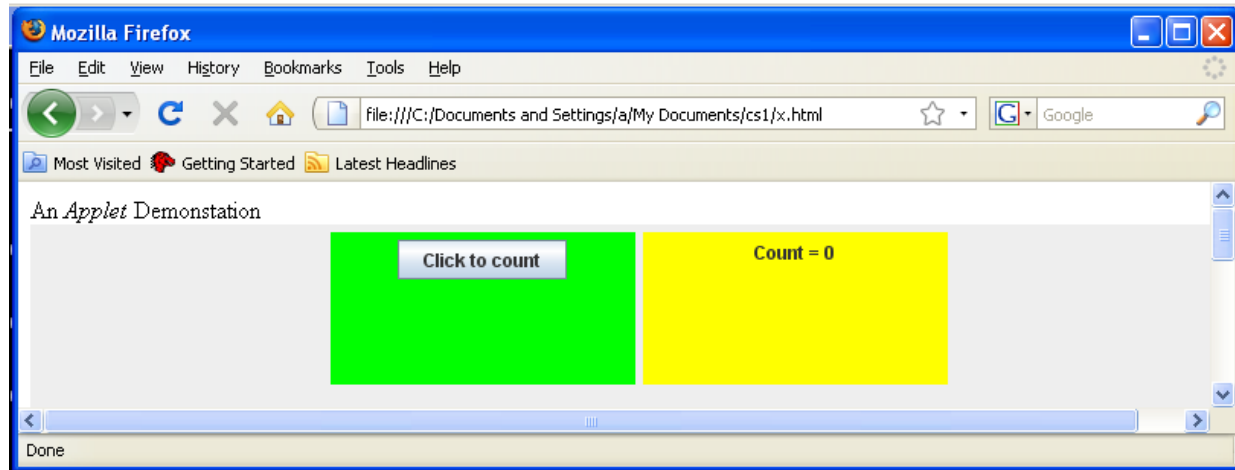 Mozilla Firefox
File Edit View History Bookmarks Tools Help
file:///C:/Documents and Settings/a/My Documents/cs1/x.html G Google
Most Visited Getting Started Latest Headlines
An Applet Demonstation
Click to count Count = 0
Done